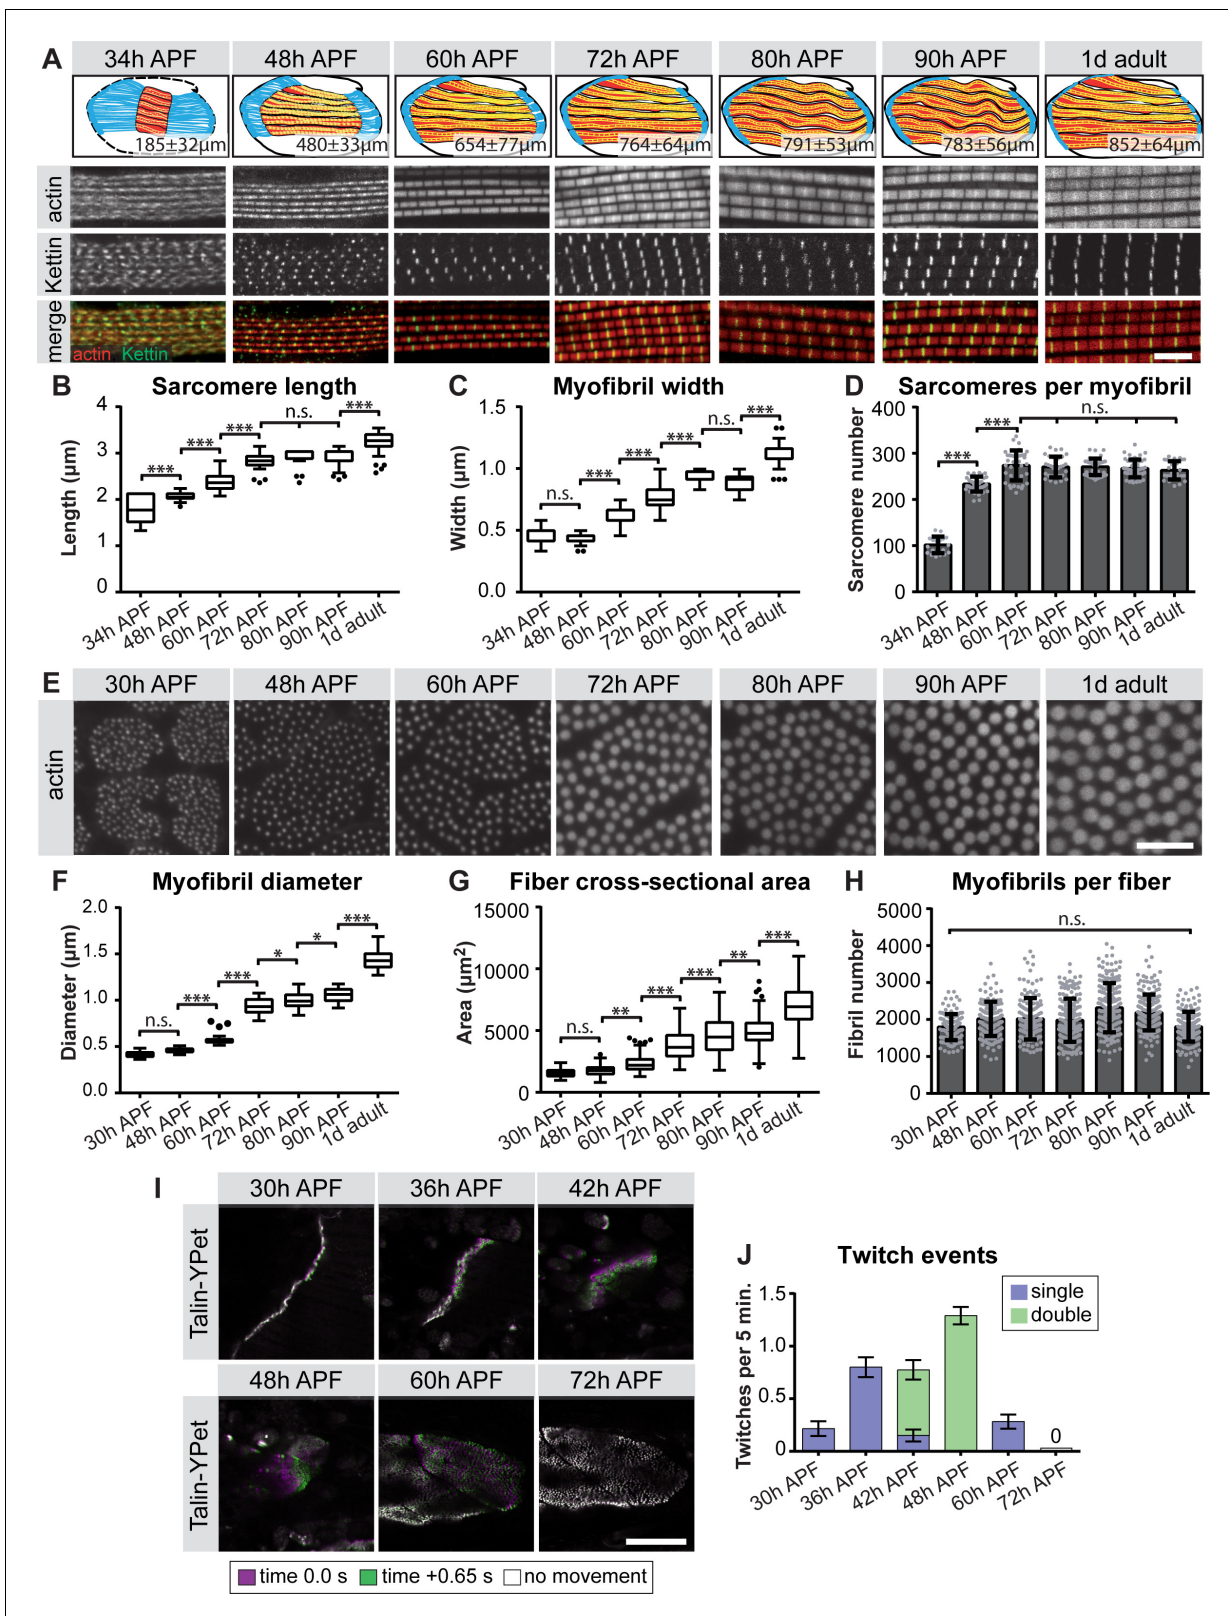 A
34h APF 48h APF 60h APF 72h APF 80h APF 90h APF 1d adult
185±32µm 480±33µm 654±77µm 764±64µm 791±53µm 783±56µm 852±64µm
actin
Kettin
merge
actin Kettin
B Sarcomere length
Length (µm)
4
3
2
1
0
*** *** *** n.s. ***
34h APF 48h APF 60h APF 72h APF 80h APF 90h APF 1d adult
C Myofibril width
Width (µm)
1.5
1.0
0.5
0.0
n.s. *** *** *** n.s. ***
34h APF 48h APF 60h APF 72h APF 80h APF 90h APF 1d adult
D Sarcomeres per myofibril
Sarcomere number
400
300
200
100
0
*** *** n.s.
34h APF 48h APF 60h APF 72h APF 80h APF 90h APF 1d adult
E
30h APF 48h APF 60h APF 72h APF 80h APF 90h APF 1d adult
actin
F Myofibril diameter
Diameter (µm)
2.0
1.5
1.0
0.5
0.0
n.s. *** *** * * ***
30h APF 48h APF 60h APF 72h APF 80h APF 90h APF 1d adult
G Fiber cross-sectional area
Area (µm²)
15000
10000
5000
0
n.s. ** *** *** ** ***
30h APF 48h APF 60h APF 72h APF 80h APF 90h APF 1d adult
H Myofibrils per fiber
Fibril number
5000
4000
3000
2000
1000
0
n.s.
30h APF 48h APF 60h APF 72h APF 80h APF 90h APF 1d adult
I
30h APF 36h APF 42h APF
Talin-YPet
48h APF 60h APF 72h APF
Talin-YPet
time 0.0 s time +0.65 s no movement
J Twitch events
Twitches per 5 min.
1.5
1.0
0.5
0
single
double
0
30h APF 36h APF 42h APF 48h APF 60h APF 72h APF